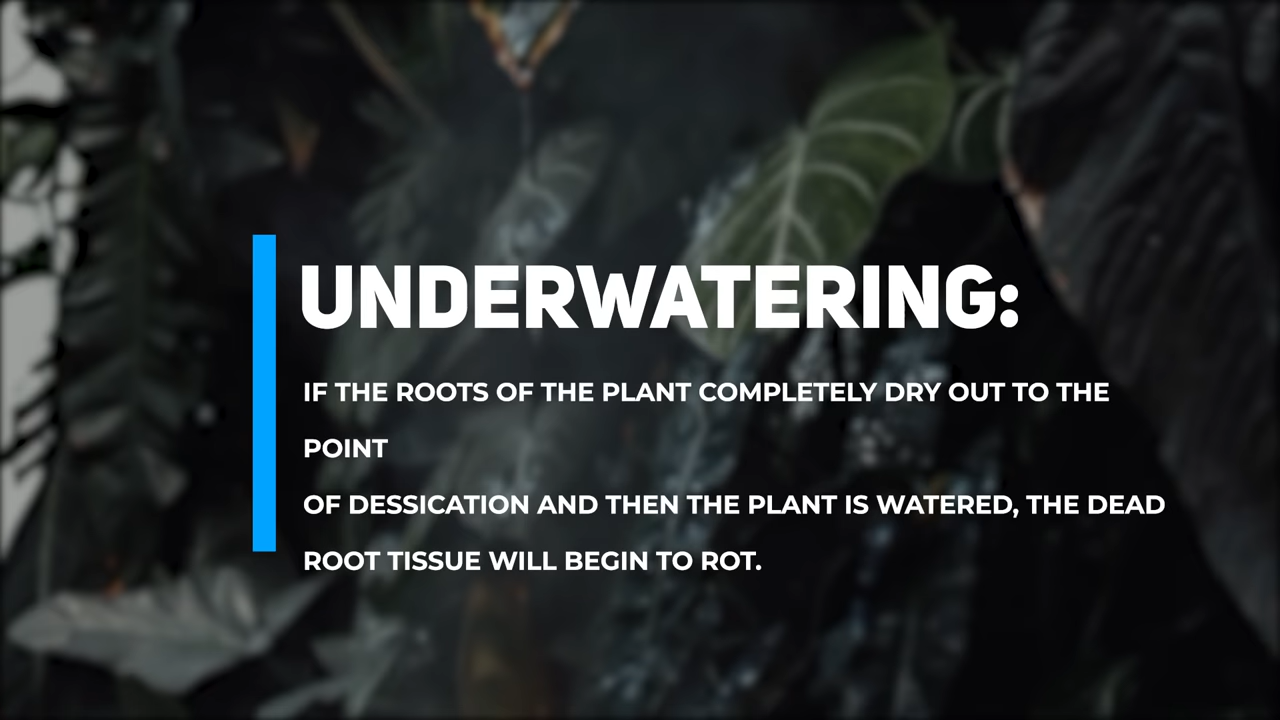 UNDERWATERING:
IF THE ROOTS OF THE PLANT COMPLETELY DRY OUT TO THE
POINT
OF DESSICATION AND THEN THE PLANT IS WATERED, THE DEAD
ROOT TISSUE WILL BEGIN TO ROT.